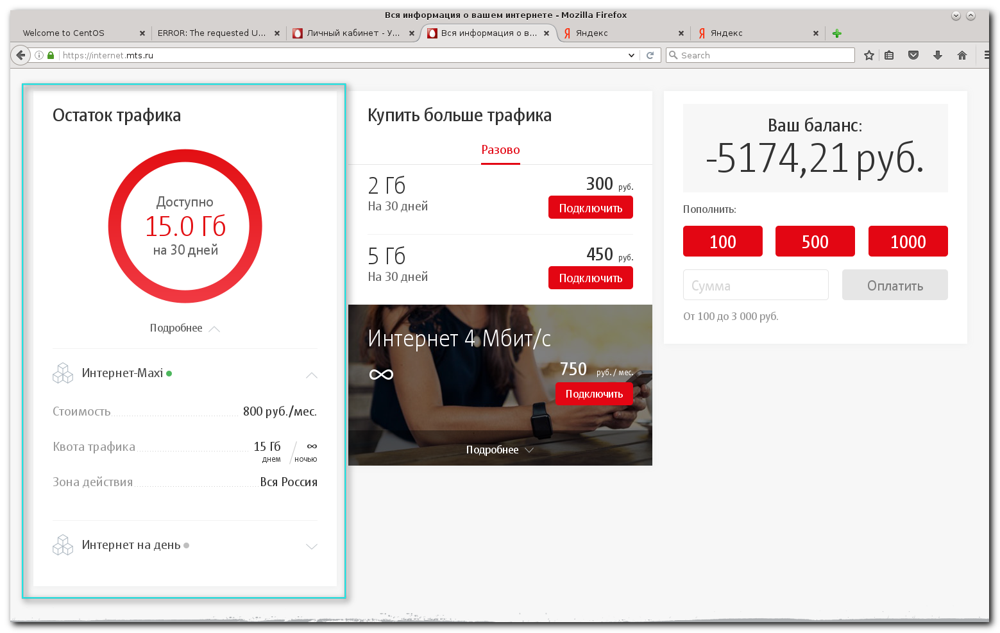 Вся информация о вашем интернете - Mozilla Firefox
Welcome to CentOS
ERROR: The requested U...
Личный кабинет - У...
Вся информация о в...
Яндекс
Яндекс
https://internet.mts.ru
Search
Остаток трафика
Доступно
15.0 Гб
на 30 дней
Подробнее
Интернет-Maxi
Стоимость 800 руб./мес.
Квота трафика 15 Гб / ∞
днем ночью
Зона действия Вся Россия
Интернет на день
Купить больше трафика
Разово
2 Гб 300 руб.
На 30 дней Подключить
5 Гб 450 руб.
На 30 дней Подключить
Интернет 4 Мбит/с
∞ 750 руб. / мес.
Подключить
Подробнее
Ваш баланс:
-5174,21 руб.
Пополнить:
100 500 1000
Сумма Оплатить
От 100 до 3 000 руб.